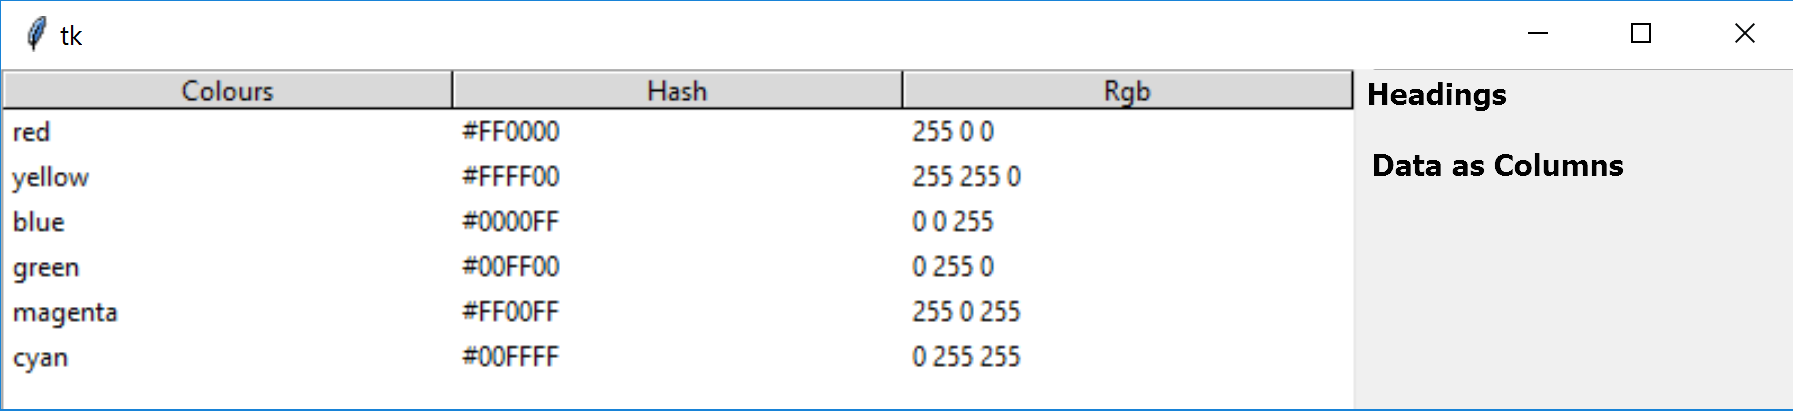 tk
Colours Hash Rgb Headings
red #FF0000 255 0 0
Data as Columns
yellow #FFFF00 255 255 0
blue #0000FF 0 0 255
green #00FF00 0 255 0
magenta #FF00FF 255 0 255
cyan #00FFFF 0 255 255